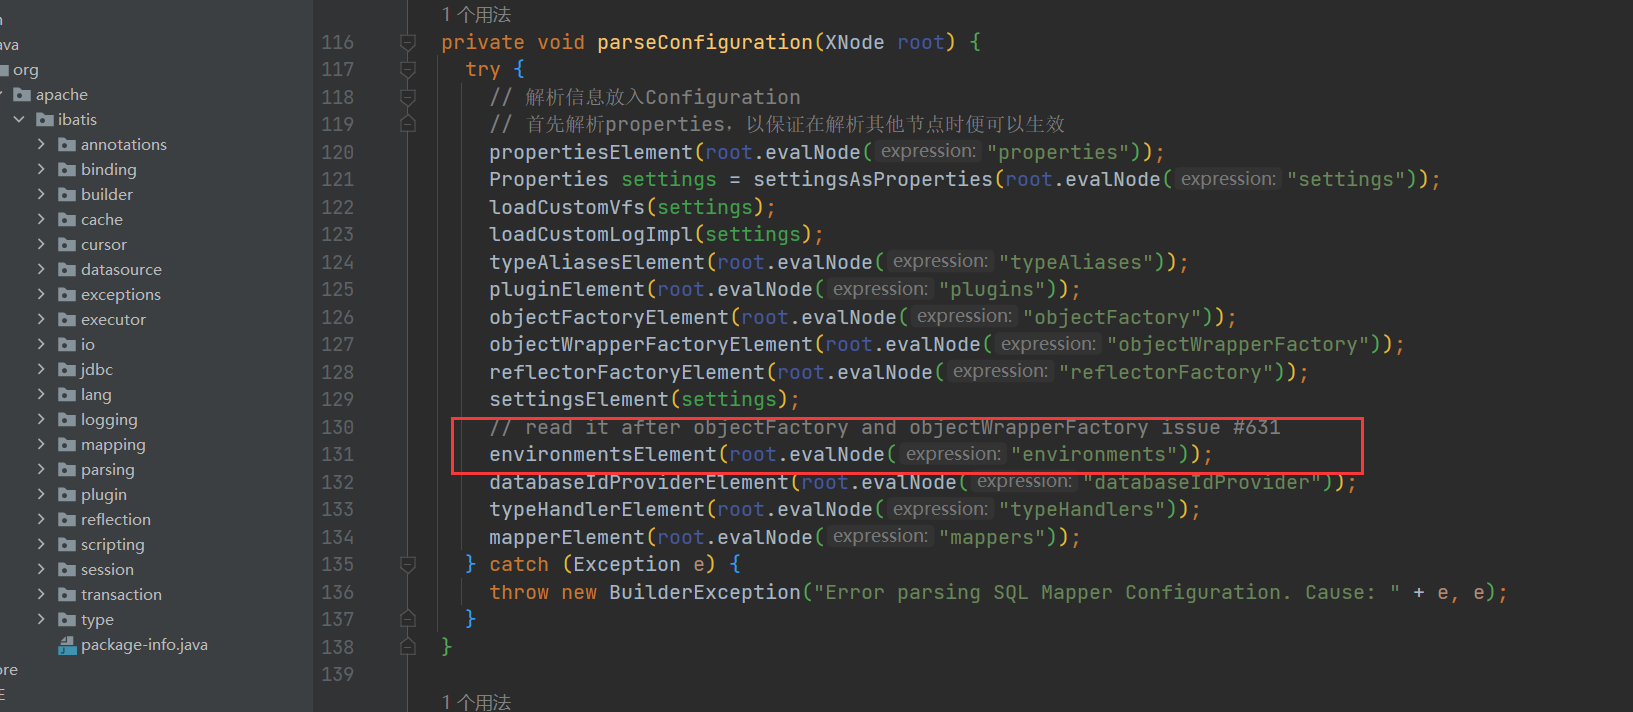 n
ava
org
apache
ibatis
annotations
binding
builder
cache
cursor
datasource
exceptions
executor
io
jdbc
lang
logging
mapping
parsing
plugin
reflection
scripting
session
transaction
type
package-info.java
ore
E
1 个用法
116 private void parseConfiguration(XNode root) {
117 try {
118 // 解析信息放入Configuration
119 // 首先解析properties，以保证在解析其他节点时便可以生效
120 propertiesElement(root.evalNode( expression: "properties"));
121 Properties settings = settingsAsProperties(root.evalNode( expression: "settings"));
122 loadCustomVfs(settings);
123 loadCustomLogImpl(settings);
124 typeAliasesElement(root.evalNode( expression: "typeAliases"));
125 pluginElement(root.evalNode( expression: "plugins"));
126 objectFactoryElement(root.evalNode( expression: "objectFactory"));
127 objectWrapperFactoryElement(root.evalNode( expression: "objectWrapperFactory"));
128 reflectorFactoryElement(root.evalNode( expression: "reflectorFactory"));
129 settingsElement(settings);
130 // read it after objectFactory and objectWrapperFactory issue #631
131 environmentsElement(root.evalNode( expression: "environments"));
132 databaseIdProviderElement(root.evalNode( expression: "databaseIdProvider"));
133 typeHandlerElement(root.evalNode( expression: "typeHandlers"));
134 mapperElement(root.evalNode( expression: "mappers"));
135 } catch (Exception e) {
136 throw new BuilderException("Error parsing SQL Mapper Configuration. Cause: " + e, e);
137 }
138 }
139
1 个用法